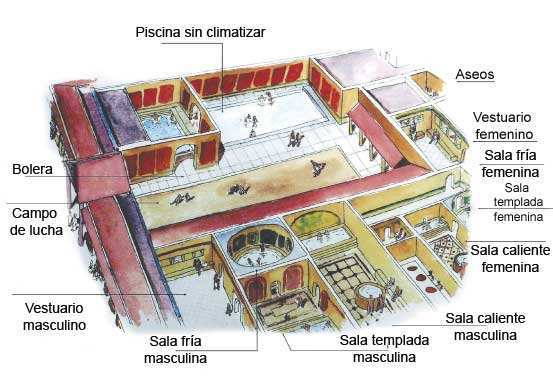 Piscina sin climatizar
Aseos
Vestuario
femenino
Sala fría
femenina
Sala
templada
femenina
Sala caliente
femenina
Bolera
Campo
de lucha
Vestuario
masculino
Sala fría
masculina
Sala templada
masculina
Sala caliente
masculina